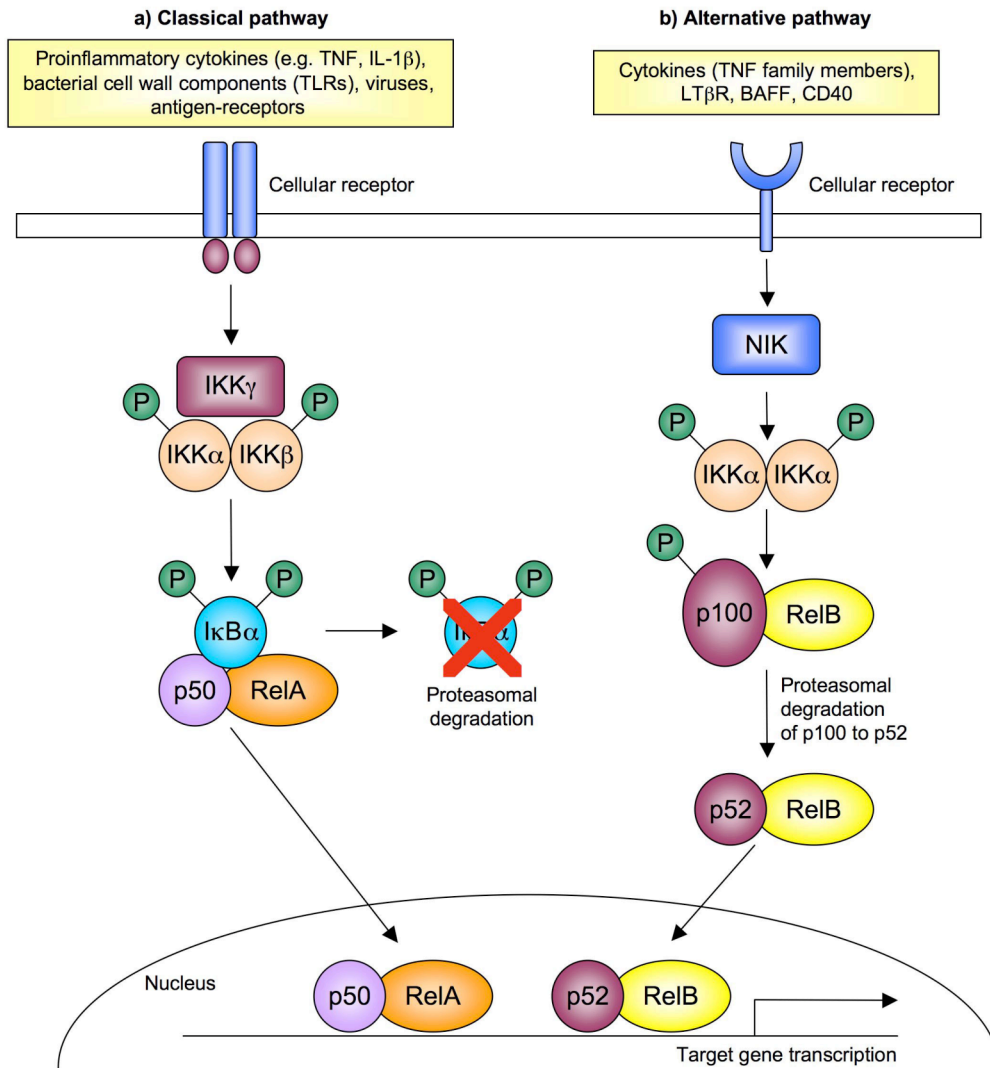 a) Classical pathway
Proinflammatory cytokines (e.g. TNF, IL-1β),
bacterial cell wall components (TLRs), viruses,
antigen-receptors
Cellular receptor
IKKγ
P
P
IKKα
IKKβ
P
P
IκBα
p50
RelA
P
P
Proteasomal
degradation
b) Alternative pathway
Cytokines (TNF family members),
LTβR, BAFF, CD40
Cellular receptor
NIK
P
P
IKKα
IKKα
P
p100
RelB
Proteasomal
degradation
of p100 to p52
p52
RelB
Nucleus
p50
RelA
p52
RelB
Target gene transcription